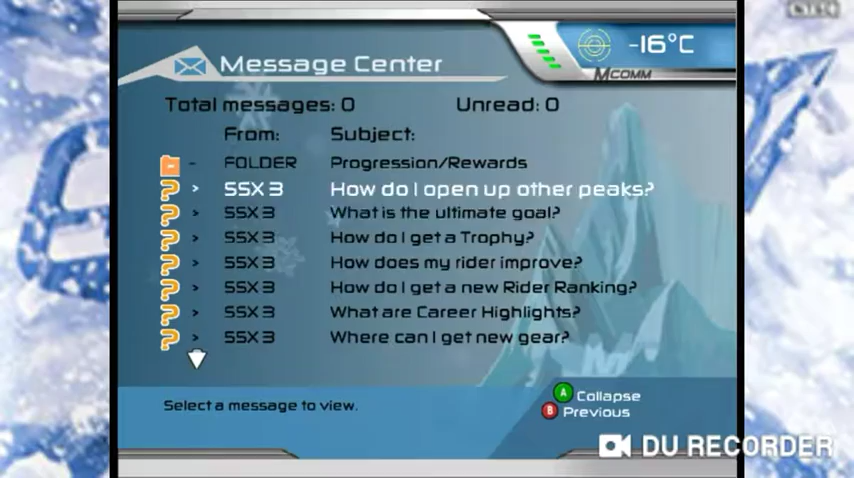 -16°C
MCOMM
Message Center
Total messages: 0 Unread: 0
From: Subject:
- FOLDER Progression/Rewards
? > SSX 3 How do I open up other peaks?
? > SSX 3 What is the ultimate goal?
? > SSX 3 How do I get a Trophy?
? > SSX 3 How does my rider improve?
? > SSX 3 How do I get a new Rider Ranking?
? > SSX 3 What are Career Highlights?
? > SSX 3 Where can I get new gear?
Select a message to view.
A Collapse
B Previous
DU RECORDER